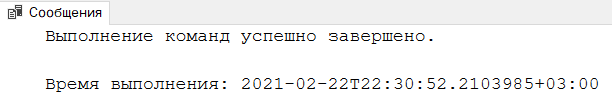 Сообщения
Выполнение команд успешно завершено.
Время выполнения: 2021-02-22T22:30:52.2103985+03:00